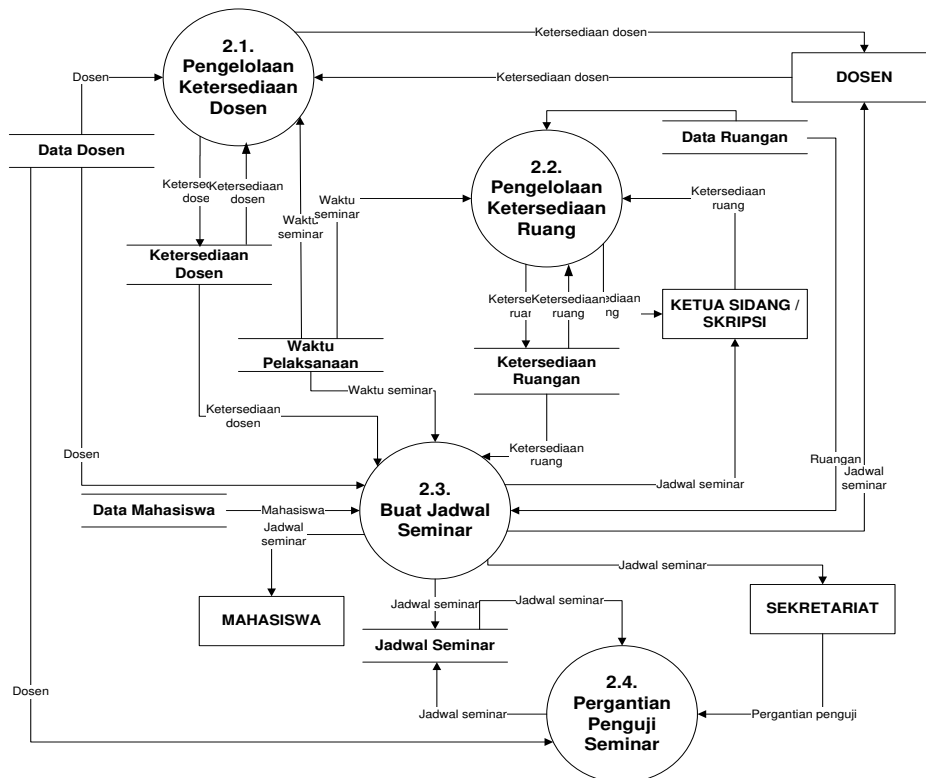 2.1.
Pengelolaan
Ketersediaan
Dosen
Ketersediaan dosen
Dosen
Ketersediaan dosen
DOSEN
Data Dosen
Data Ruangan
2.2.
Pengelolaan
Ketersediaan
Ruang
Ketersediaan
dosen
Ketersediaan
ruang
Waktu
seminar
Waktu
seminar
Ketersediaan
Dosen
KETUA SIDANG /
SKRIPSI
Ketersediaan
ruang
Waktu
Pelaksanaan
Ketersediaan
Ruangan
Waktu seminar
Ketersediaan
dosen
Ketersediaan
ruang
Dosen
Ruangan
Jadwal
seminar
2.3.
Buat Jadwal
Seminar
Jadwal seminar
Data Mahasiswa
Mahasiswa
Jadwal
seminar
Jadwal seminar
MAHASISWA
Jadwal seminar
Jadwal seminar
SEKRETARIAT
Jadwal Seminar
2.4.
Pergantian
Penguji
Seminar
Dosen
Jadwal seminar
Pergantian penguji